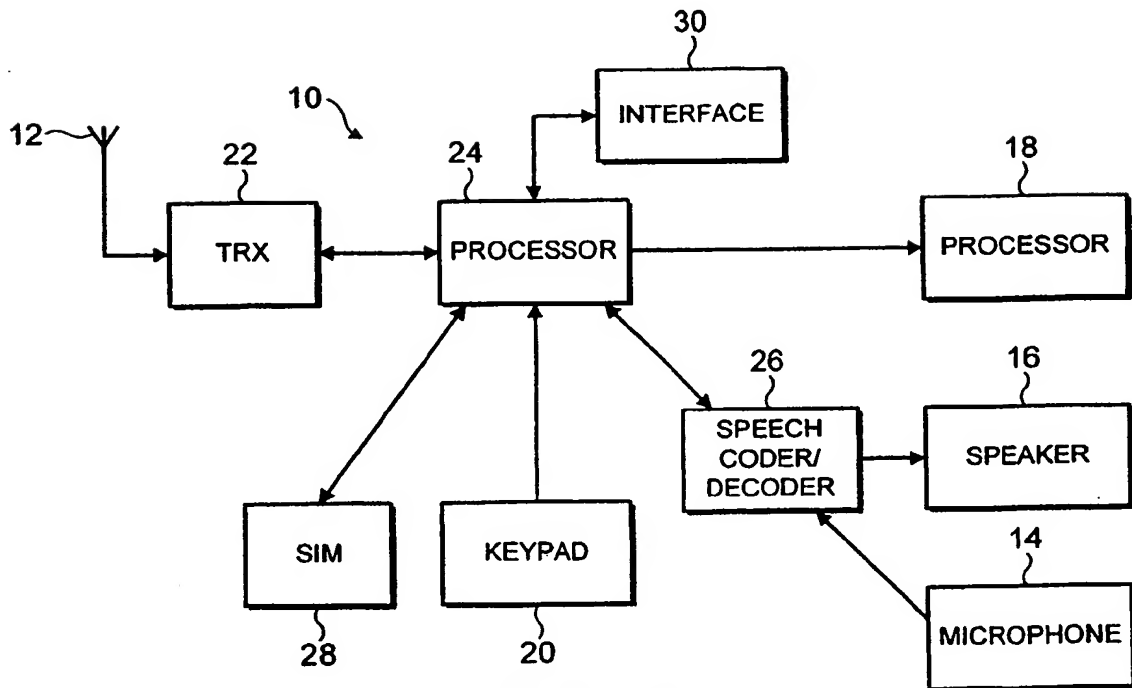 30
INTERFACE
10
12
22
TRX
24
PROCESSOR
18
PROCESSOR
26
SPEECH
CODER/
DECODER
16
SPEAKER
SIM
28
KEYPAD
20
14
MICROPHONE